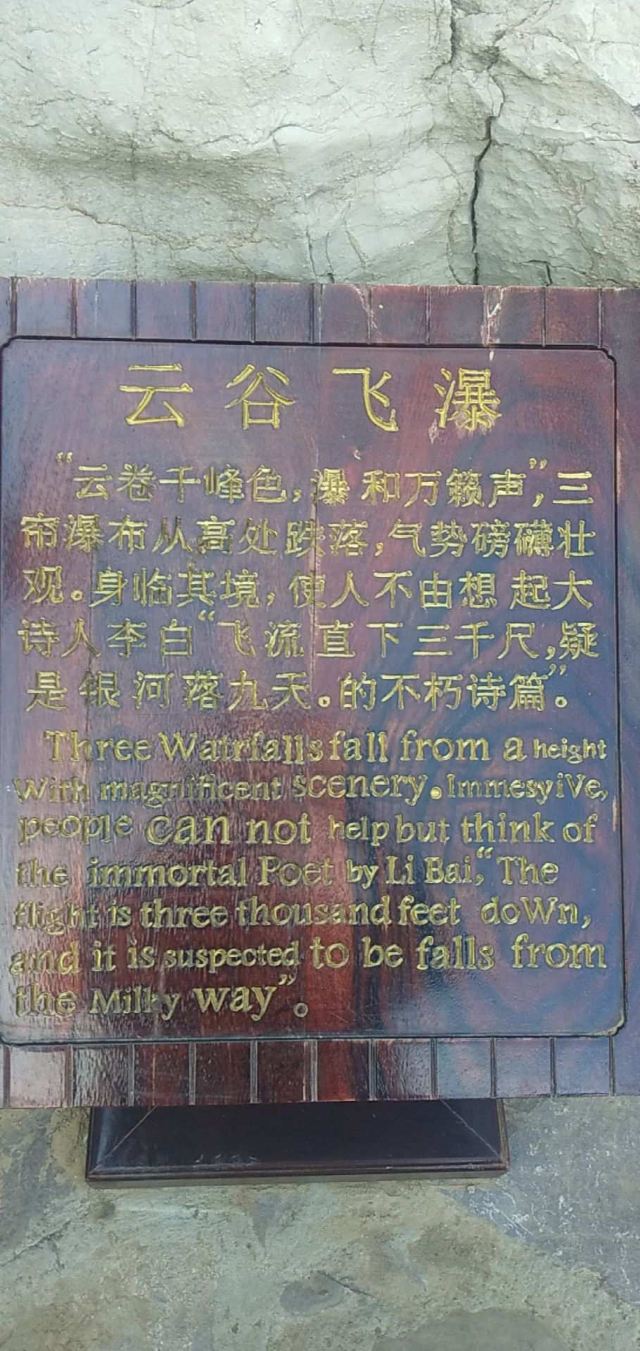 云谷飞瀑
“云卷千峰色，瀑和万籁声”，三
帘瀑布从高处跌落，气势磅礴壮
观。身临其境，使人不由想起大
诗人李白“飞流直下三千尺，疑
是银河落九天。的不朽诗篇”。
Three Watrfalls fall from a height
With magnificent scenery。ImmesyiVe,
people can not help but think of
the immortal Poet by Li Bai,“The
flight is three thousand feet doWn,
and it is suspected to be falls from
the Milky way”。